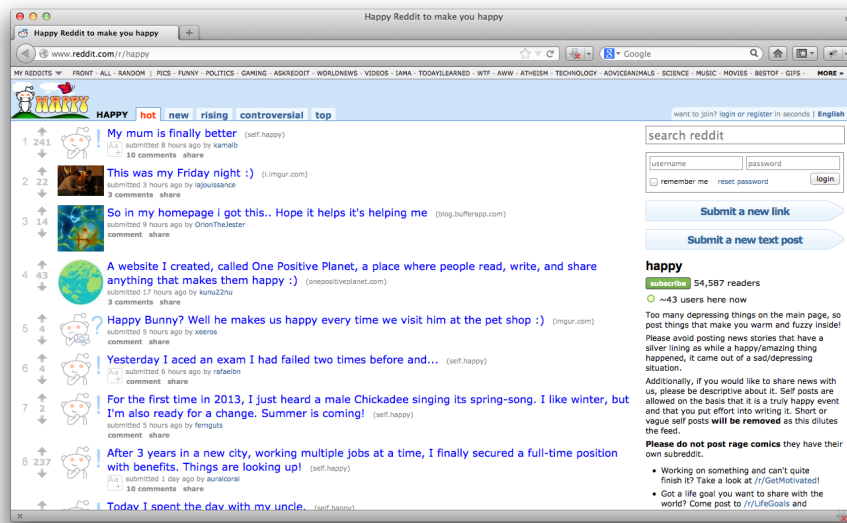 Happy Reddit to make you happy
Happy Reddit to make you happy
www.reddit.com/r/happy
Google
MY REDDITS FRONT - ALL - RANDOM | PICS - FUNNY - POLITICS - GAMING - ASKREDDIT - WORLDNEWS - VIDEOS - IAMA - TODAYILEARNED - WTF - AWW - ATHEISM - TECHNOLOGY - ADVICEANIMALS - SCIENCE - MUSIC - MOVIES - BESTOF - GIFS - MORE »
HAPPY
HAPPY hot new rising controversial top
want to join? login or register in seconds | English
1 241
My mum is finally better (self.happy)
Aa+ submitted 8 hours ago by kamalb
10 comments share
2 22
This was my Friday night :) (i.imgur.com)
submitted 3 hours ago by lajouissance
3 comments share
3 14
So in my homepage i got this.. Hope it helps it's helping me (blog.bufferapp.com)
submitted 9 hours ago by OrionTheJester
comment share
4 43
A website I created, called One Positive Planet, a place where people read, write, and share
anything that makes them happy :) (onepositiveplanet.com)
submitted 17 hours ago by kunu22nu
3 comments share
5 4
Happy Bunny? Well he makes us happy every time we visit him at the pet shop :) (imgur.com)
submitted 5 hours ago by xeeros
comment share
6 4
Yesterday I aced an exam I had failed two times before and... (self.happy)
Aa+ submitted 6 hours ago by rafaelbn
comment share
7 2
For the first time in 2013, I just heard a male Chickadee singing its spring-song. I like winter, but
I'm also ready for a change. Summer is coming! (self.happy)
submitted 5 hours ago by fernguts
comment share
8 237
After 3 years in a new city, working multiple jobs at a time, I finally secured a full-time position
with benefits. Things are looking up! (self.happy)
Aa+ submitted 1 day ago by auralcoral
10 comments share
Today I spent the day with my uncle. (self.happy)
search reddit
username password
remember me reset password login
Submit a new link
Submit a new text post
happy
subscribe 54,587 readers
~43 users here now
Too many depressing things on the main page, so
post things that make you warm and fuzzy inside!
Please avoid posting news stories that have a
silver lining as while a happy/amazing thing
happened, it came out of a sad/depressing
situation.
Additionally, if you would like to share news with
us, please be descriptive about it. Self posts are
allowed on the basis that it is a truly happy event
and that you put effort into writing it. Short or
vague self posts will be removed as this dilutes
the feed.
Please do not post rage comics they have their
own subreddit.
• Working on something and can't quite
finish it? Take a look at /r/GetMotivated!
• Got a life goal you want to share with the
world? Come post to /r/LifeGoals and